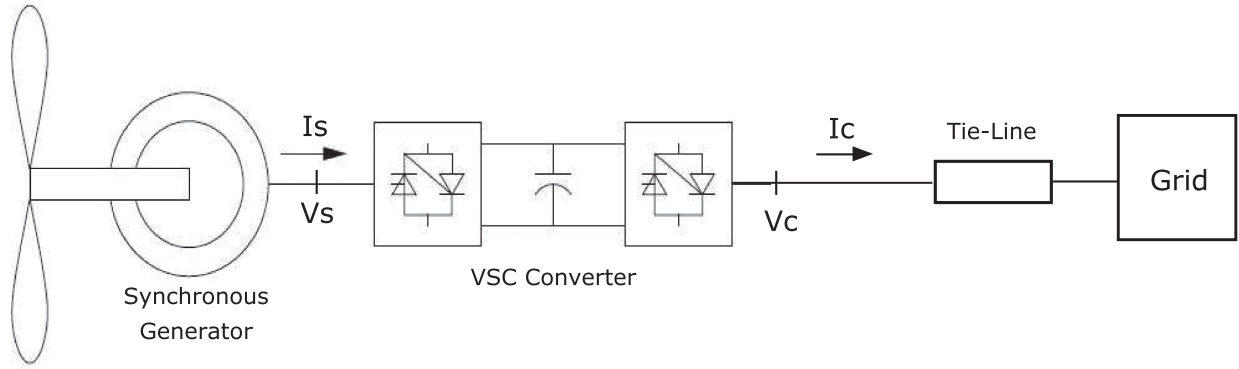 Is
Vs
Ic
Vc
Tie-Line
Grid
VSC Converter
Synchronous
Generator